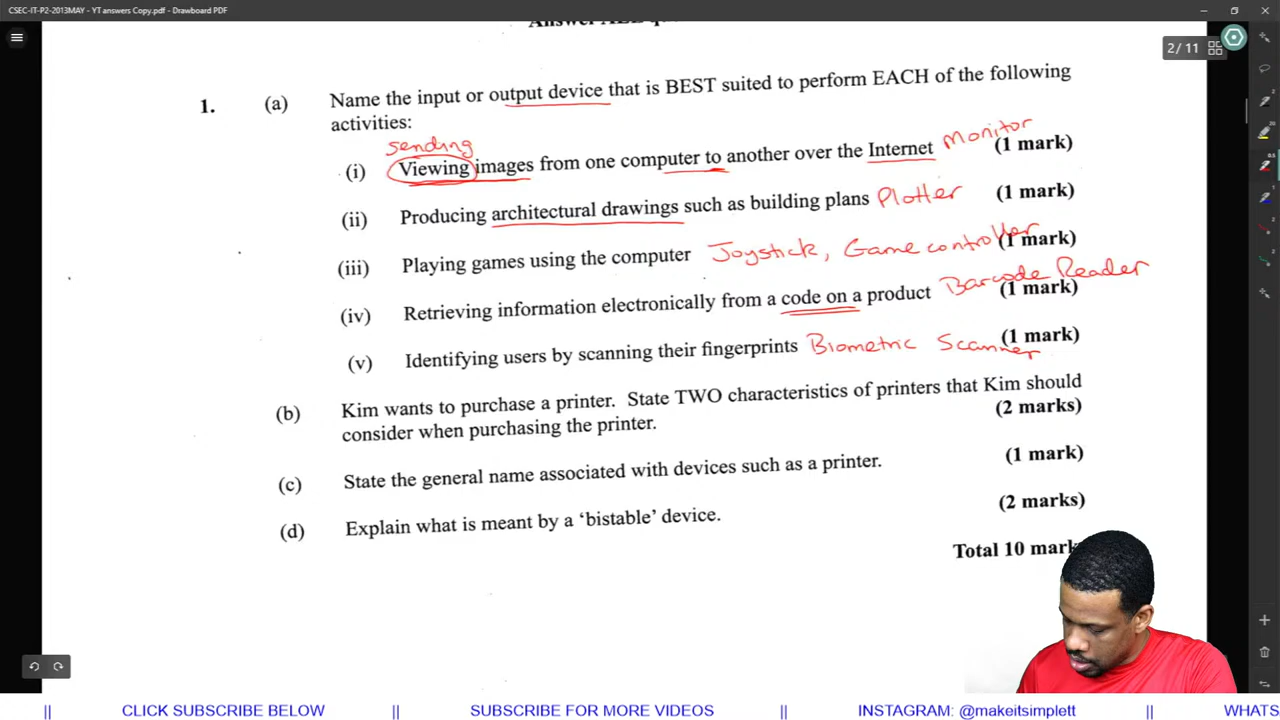 CSEC-IT-P2-2013MAY - YT answers Copy.pdf - Drawboard PDF
2/11
1. (a) Name the input or output device that is BEST suited to perform EACH of the following
activities:
sending
(i) Viewing images from one computer to another over the Internet Monitor (1 mark)
(ii) Producing architectural drawings such as building plans Plotter (1 mark)
(iii) Playing games using the computer Joystick, Game controller (1 mark)
(iv) Retrieving information electronically from a code on a product Barcode Reader (1 mark)
(v) Identifying users by scanning their fingerprints Biometric Scanner (1 mark)
(b) Kim wants to purchase a printer. State TWO characteristics of printers that Kim should
consider when purchasing the printer. (2 marks)
(c) State the general name associated with devices such as a printer. (1 mark)
(d) Explain what is meant by a ‘bistable’ device. (2 marks)
Total 10
|| CLICK SUBSCRIBE BELOW || SUBSCRIBE FOR MORE VIDEOS || INSTAGRAM: @makeitsimplett || WHATS